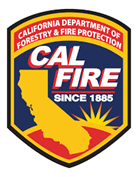 CALIFORNIA DEPARTMENT OF
FORESTRY & FIRE PROTECTION
CAL
FIRE
SINCE 1885